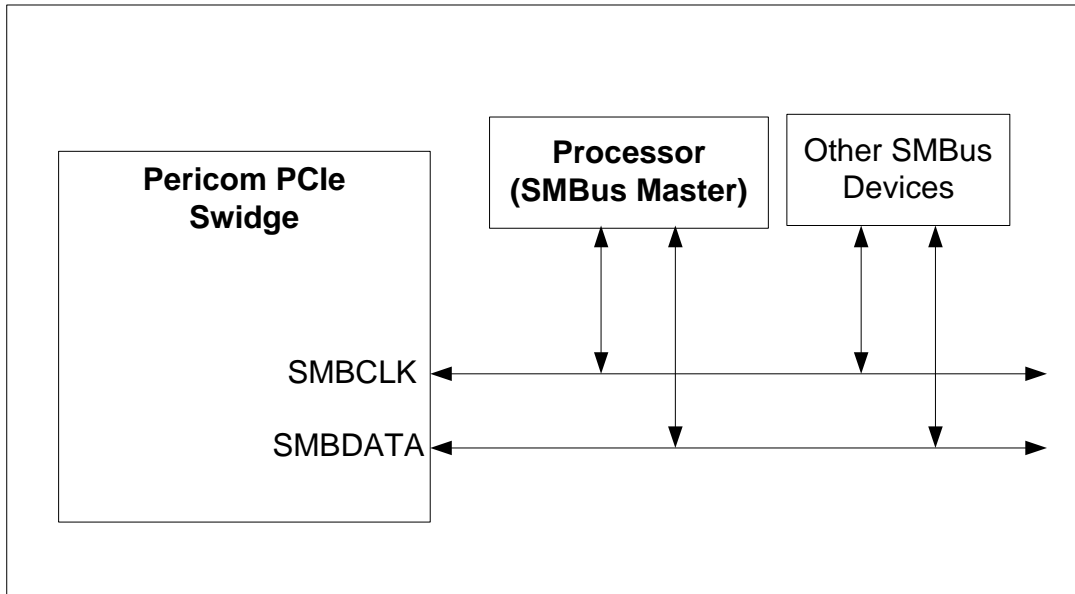 Pericom PCIe
Swidge
Processor
(SMBus Master)
Other SMBus
Devices
SMBCLK
SMBDATA